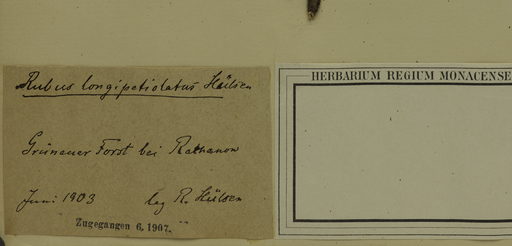 Rubus longipetiolatus Hülsen
HERBARIUM REGIUM MONACENSE
Grünauer Forst bei Rathenow
Juni 1903 leg R. Hülsen
Zugegangen 6, 1907.